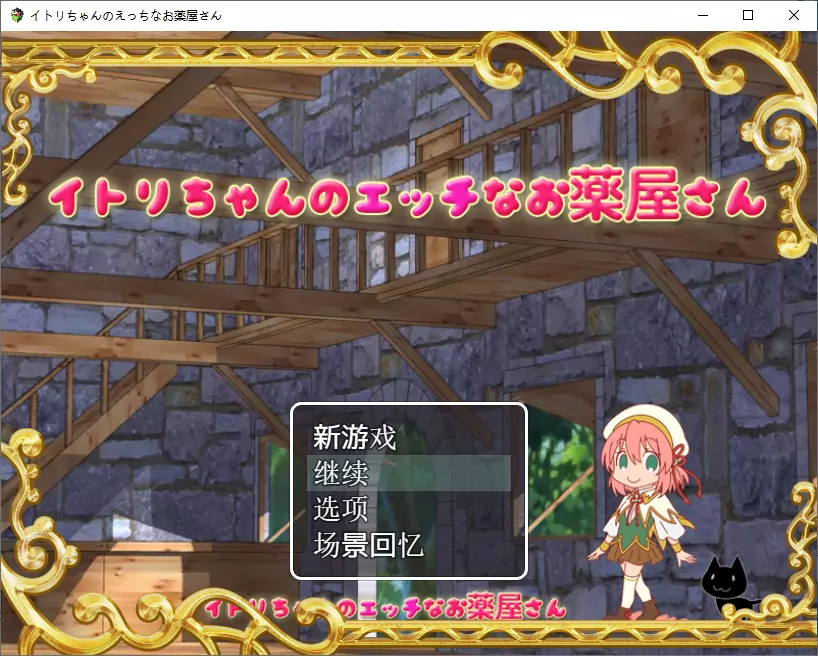 イトリちゃんのえっちなお薬屋さん
イトリちゃんのエッチなお薬屋さん
新游戏
继续
选项
场景回忆
イトリちゃんのエッチなお薬屋さん